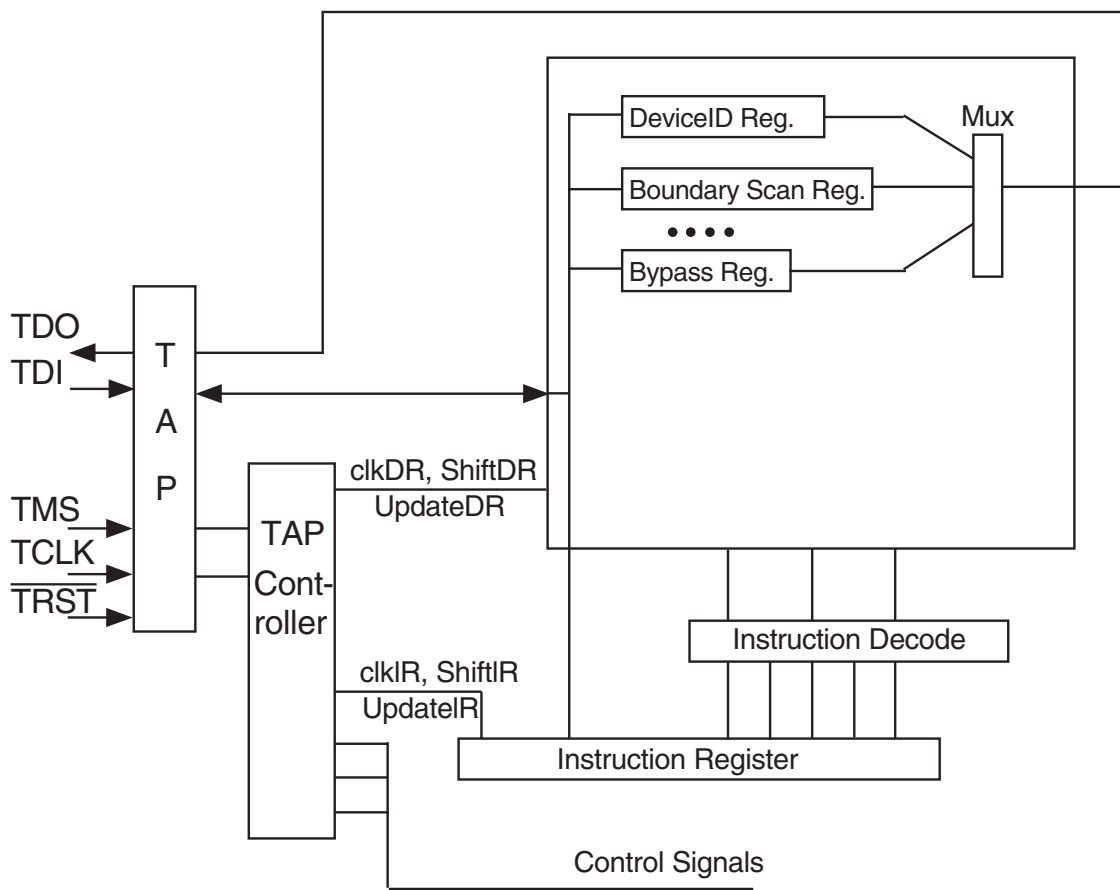 DeviceID Reg.
Mux
Boundary Scan Reg.
Bypass Reg.
TDO
TDI
TMS
TCLK
TRST
T
A
P
TAP
Cont-
roller
clkDR, ShiftDR
UpdateDR
Instruction Decode
clkIR, ShiftIR
UpdateIR
Instruction Register
Control Signals